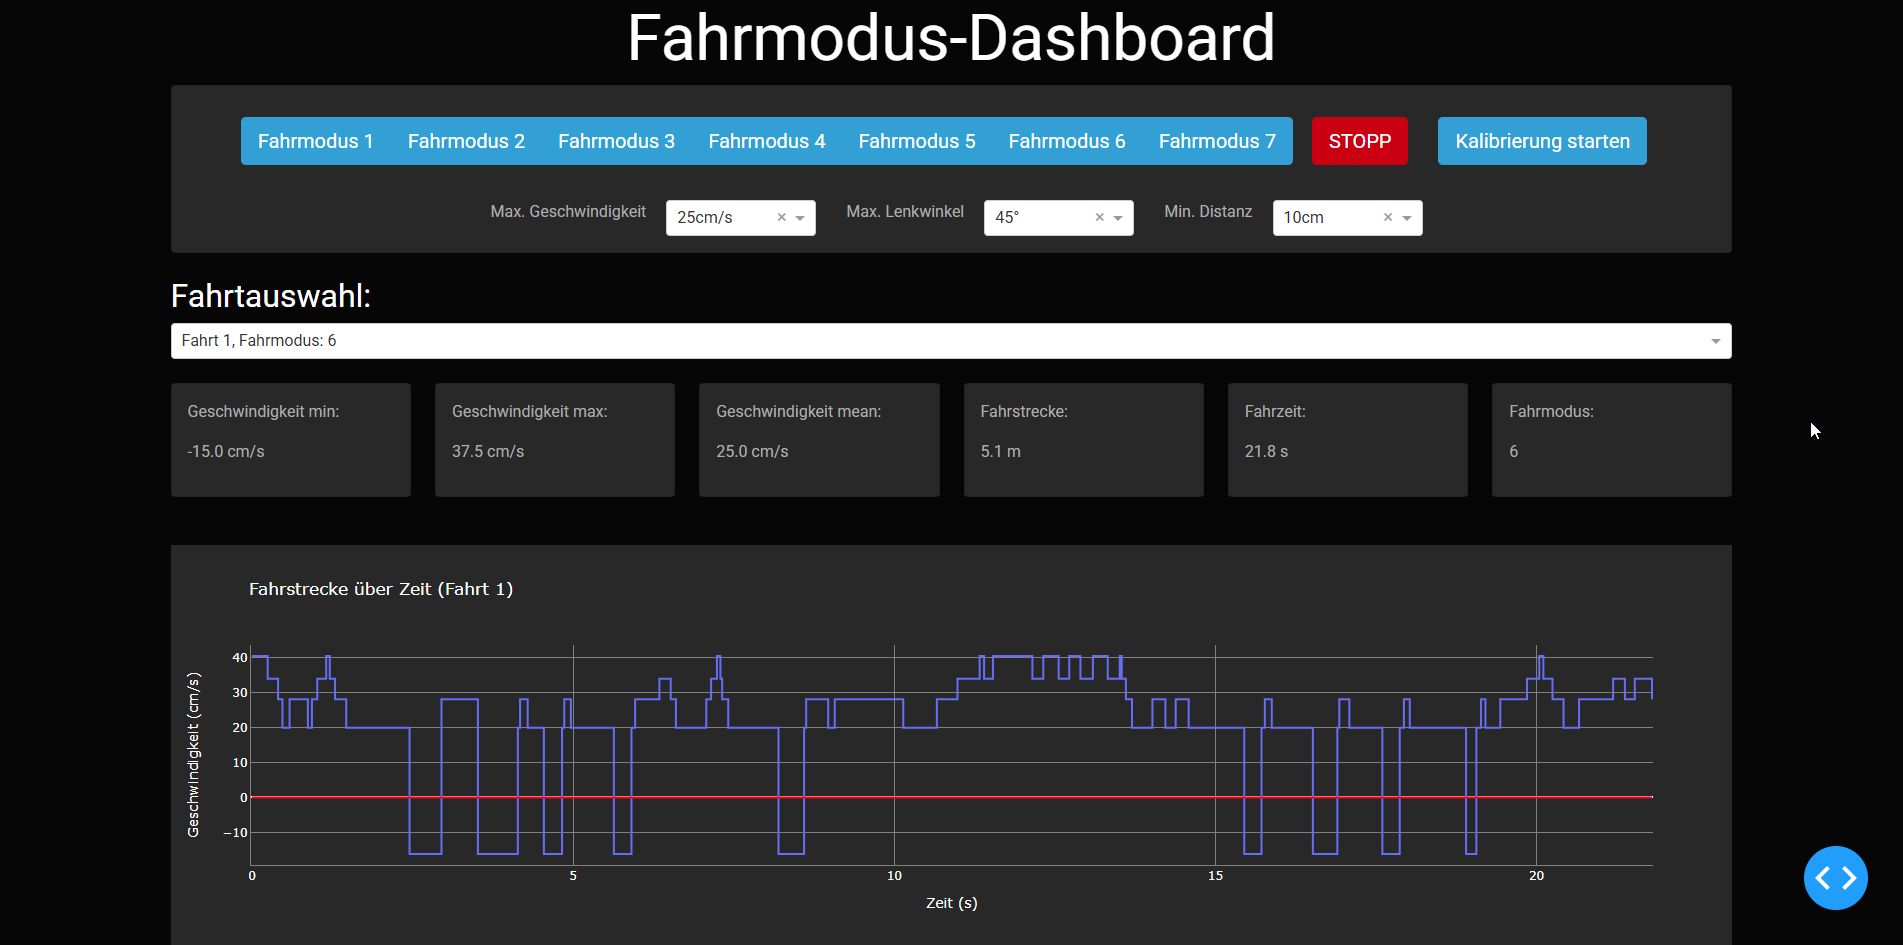 Fahrmodus-Dashboard
Fahrmodus 1 Fahrmodus 2 Fahrmodus 3 Fahrmodus 4 Fahrmodus 5 Fahrmodus 6 Fahrmodus 7 STOPP Kalibrierung starten
Max. Geschwindigkeit 25cm/s × Max. Lenkwinkel 45° × Min. Distanz 10cm ×
Fahrtauswahl:
Fahrt 1, Fahrmodus: 6
Geschwindigkeit min: Geschwindigkeit max: Geschwindigkeit mean: Fahrstrecke: Fahrzeit: Fahrmodus:
-15.0 cm/s 37.5 cm/s 25.0 cm/s 5.1 m 21.8 s 6
Fahrstrecke über Zeit (Fahrt 1)
Geschwindigkeit (cm/s)
40
30
20
10
0
−10
0 5 10 15 20
Zeit (s)